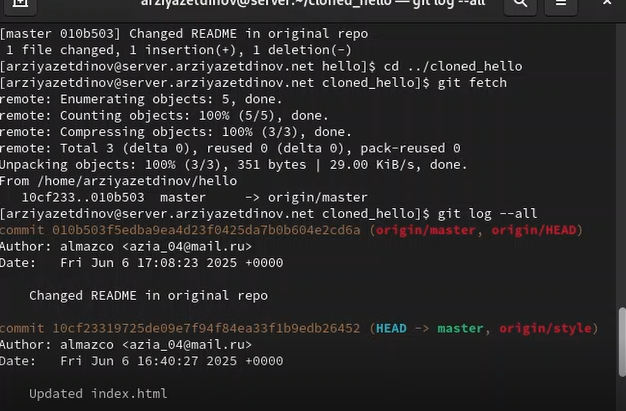 arziyazetdinov@server:~/cloned_hello — git log --all
[master 010b503] Changed README in original repo
1 file changed, 1 insertion(+), 1 deletion(-)
[arziyazetdinov@server.arziyazetdinov.net hello]$ cd ../cloned_hello
[arziyazetdinov@server.arziyazetdinov.net cloned_hello]$ git fetch
remote: Enumerating objects: 5, done.
remote: Counting objects: 100% (5/5), done.
remote: Compressing objects: 100% (3/3), done.
remote: Total 3 (delta 0), reused 0 (delta 0), pack-reused 0
Unpacking objects: 100% (3/3), 351 bytes | 29.00 KiB/s, done.
From /home/arziyazetdinov/hello
10cf233..010b503  master     -> origin/master
[arziyazetdinov@server.arziyazetdinov.net cloned_hello]$ git log --all
commit 010b503f5edba9ea4d23f0425da7b0b604e2cd6a (origin/master, origin/HEAD)
Author: almazco <azia_04@mail.ru>
Date:   Fri Jun 6 17:08:23 2025 +0000
Changed README in original repo
commit 10cf23319725de09e7f94f84ea33f1b9edb26452 (HEAD -> master, origin/style)
Author: almazco <azia_04@mail.ru>
Date:   Fri Jun 6 16:40:27 2025 +0000
Updated index.html